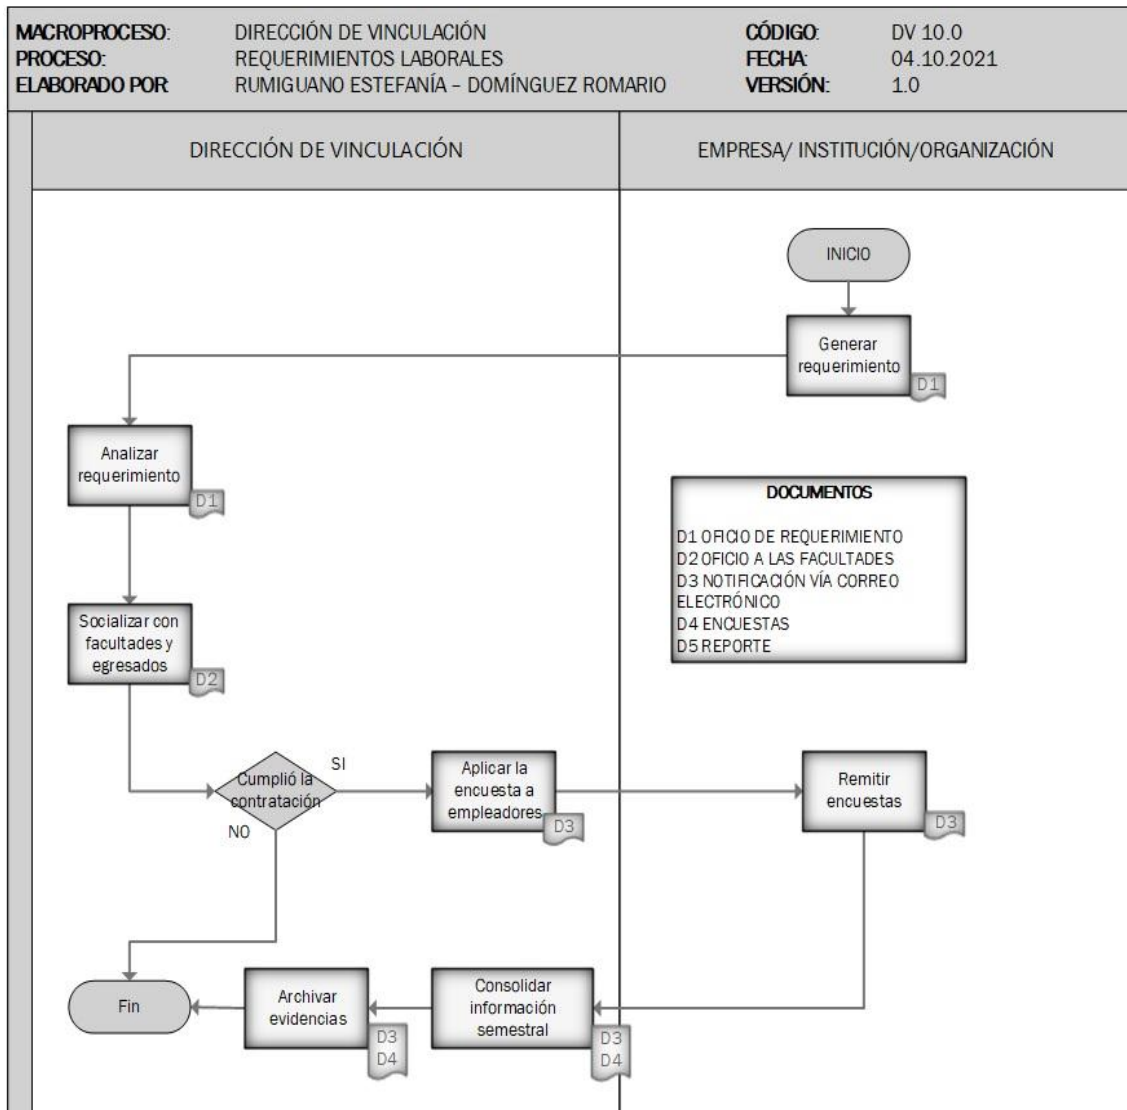 MACROPROCESO: DIRECCIÓN DE VINCULACIÓN CÓDIGO: DV 10.0
PROCESO: REQUERIMIENTOS LABORALES FECHA: 04.10.2021
ELABORADO POR: RUMIGUANO ESTEFANÍA – DOMÍNGUEZ ROMARIO VERSIÓN: 1.0
DIRECCIÓN DE VINCULACIÓN
EMPRESA/ INSTITUCIÓN/ORGANIZACIÓN
INICIO
Generar
requerimiento
D1
Analizar
requerimiento
D1
DOCUMENTOS
D1 OFICIO DE REQUERIMIENTO
D2 OFICIO A LAS FACULTADES
D3 NOTIFICACIÓN VÍA CORREO
ELECTRÓNICO
D4 ENCUESTAS
D5 REPORTE
Socializar con
facultades y
egresados
D2
Cumplió la
contratación
SI
NO
Aplicar la
encuesta a
empleadores
D3
Remitir
encuestas
D3
Fin
Archivar
evidencias
D3
D4
Consolidar
información
semestral
D3
D4